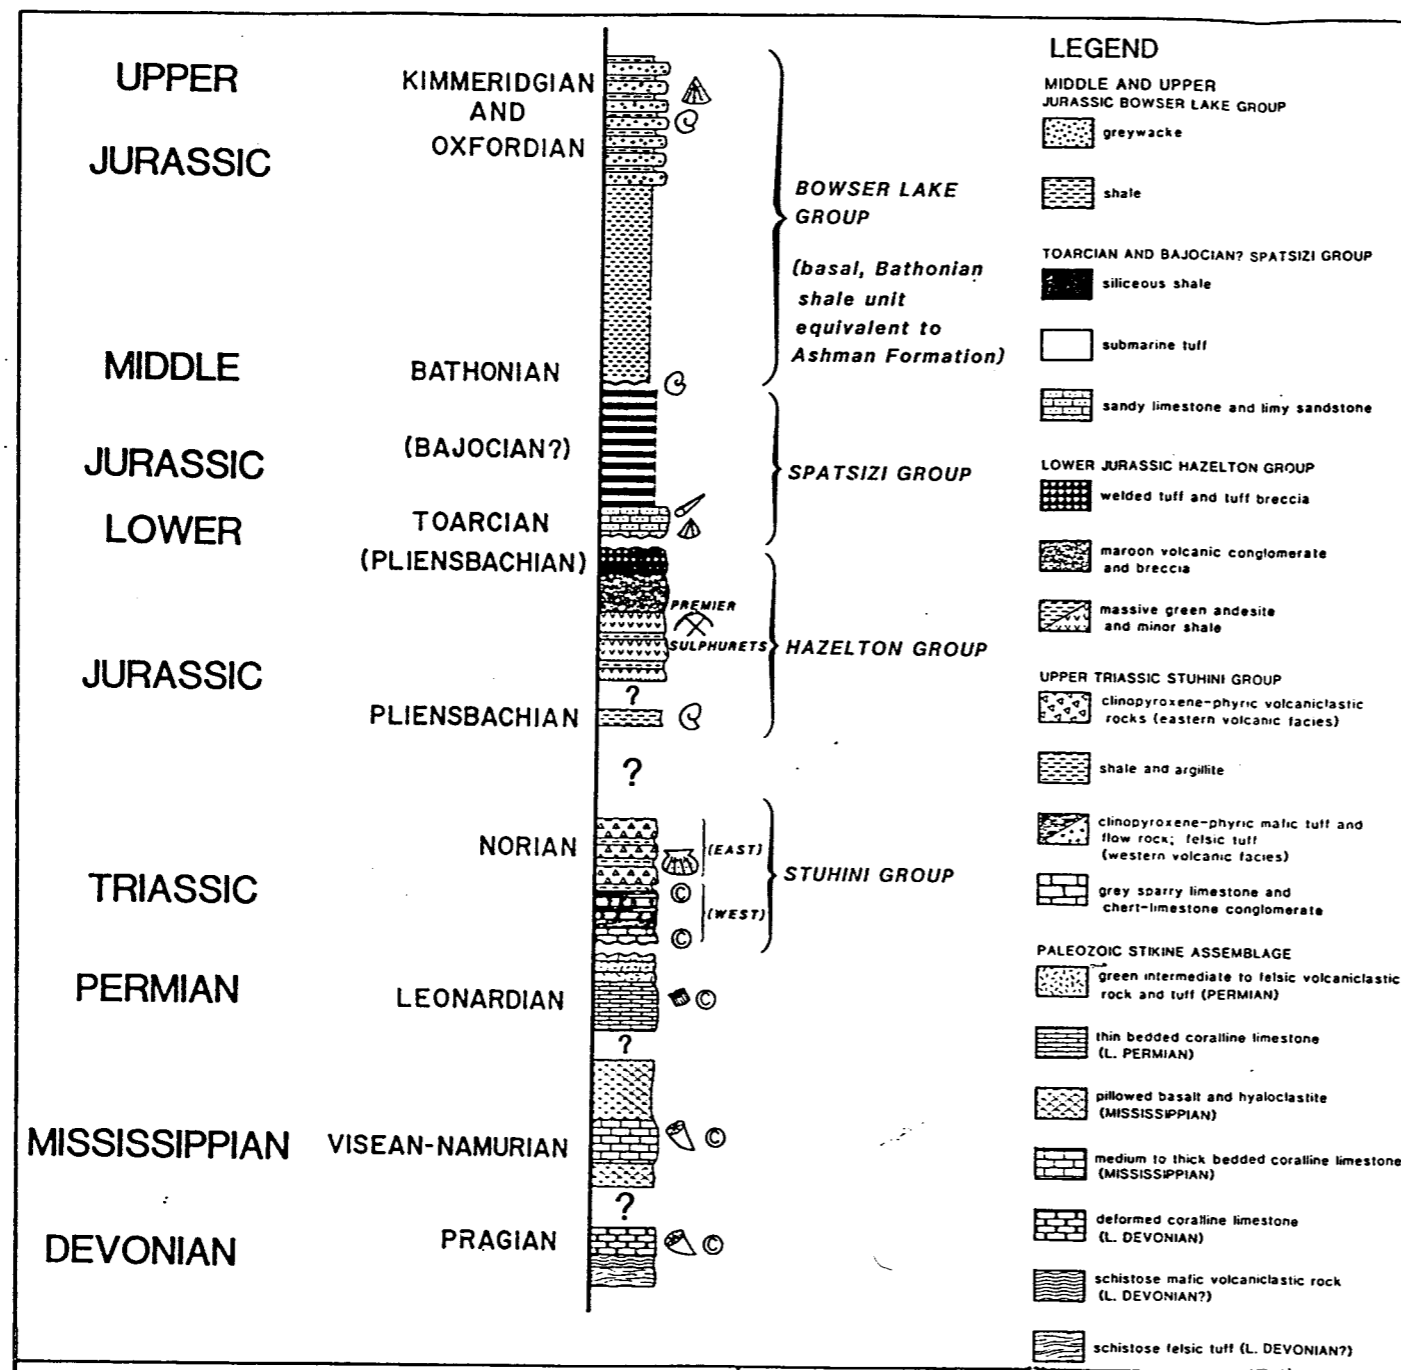 UPPER
JURASSIC
MIDDLE
JURASSIC
LOWER
JURASSIC
TRIASSIC
PERMIAN
MISSISSIPPIAN
DEVONIAN
KIMMERIDGIAN
AND
OXFORDIAN
BATHONIAN
(BAJOCIAN?)
TOARCIAN
(PLIENSBACHIAN)
PLIENSBACHIAN
NORIAN
LEONARDIAN
VISEAN-NAMURIAN
PRAGIAN
PREMIER
SULPHURETS
?
?
(EAST)
©
(WEST)
©
©
?
©
?
©
BOWSER LAKE
GROUP
(basal, Bathonian
shale unit
equivalent to
Ashman Formation)
SPATSIZI GROUP
HAZELTON GROUP
STUHINI GROUP
LEGEND
MIDDLE AND UPPER
JURASSIC BOWSER LAKE GROUP
greywacke
shale
TOARCIAN AND BAJOCIAN? SPATSIZI GROUP
siliceous shale
submarine tuff
sandy limestone and limy sandstone
LOWER JURASSIC HAZELTON GROUP
welded tuff and tuff breccia
maroon volcanic conglomerate
and breccia
massive green andesite
and minor shale
UPPER TRIASSIC STUHINI GROUP
clinopyroxene-phyric volcaniclastic
rocks (eastern volcanic facies)
shale and argillite
clinopyroxene-phyric mafic tuff and
flow rock; felsic tuff
(western volcanic facies)
grey sparry limestone and
chert-limestone conglomerate
PALEOZOIC STIKINE ASSEMBLAGE
green intermediate to felsic volcaniclastic
rock and tuff (PERMIAN)
thin bedded coralline limestone
(L. PERMIAN)
pillowed basalt and hyaloclastite
(MISSISSIPPIAN)
medium to thick bedded coralline limestone
(MISSISSIPPIAN)
deformed coralline limestone
(L. DEVONIAN)
schistose mafic volcaniclastic rock
(L. DEVONIAN?)
schistose felsic tuff (L. DEVONIAN?)